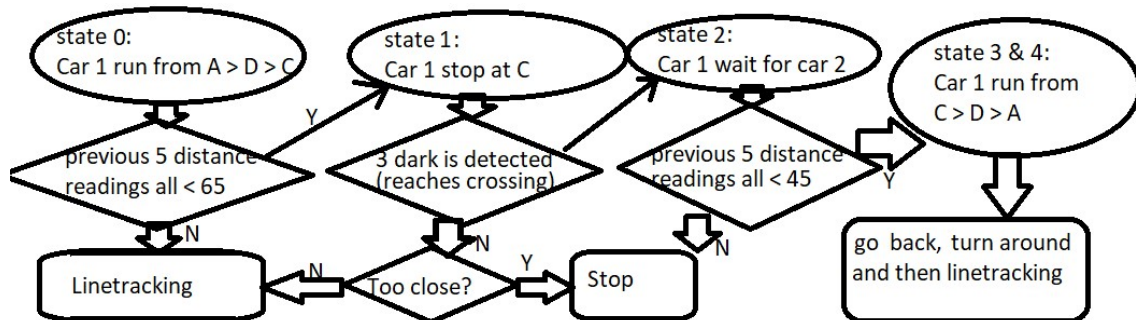 state 0:
Car 1 run from A > D > C
state 1:
Car 1 stop at C
state 2:
Car 1 wait for car 2
state 3 & 4:
Car 1 run from
C > D > A
Y
previous 5 distance
readings all < 65
3 dark is detected
(reaches crossing)
previous 5 distance
readings all < 45
Y
N
N
N
Linetracking
N
Too close?
Y
Stop
go back, turn around
and then linetracking